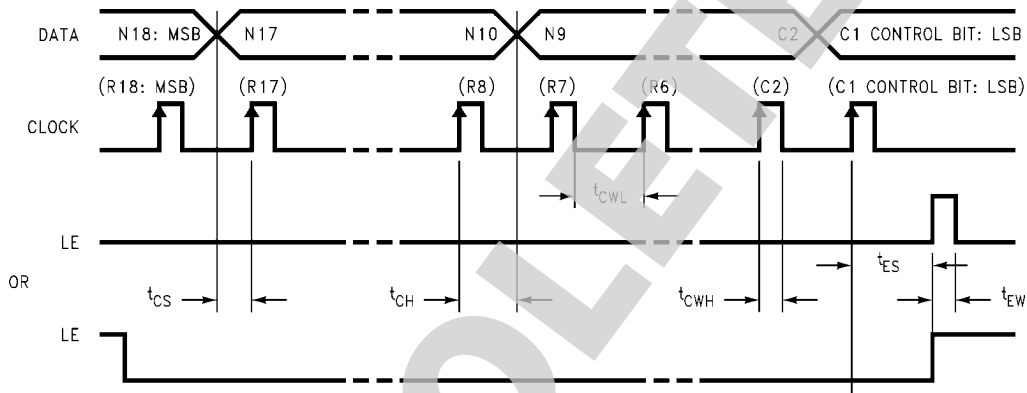 DATA N18: MSB N17 N10 N9 C2 C1 CONTROL BIT: LSB
(R18: MSB) (R17) (R8) (R7) (R6) (C2) (C1 CONTROL BIT: LSB)
CLOCK
tCWL
LE
OR
tCS tCH tCWH tES tEW
LE
OLETE